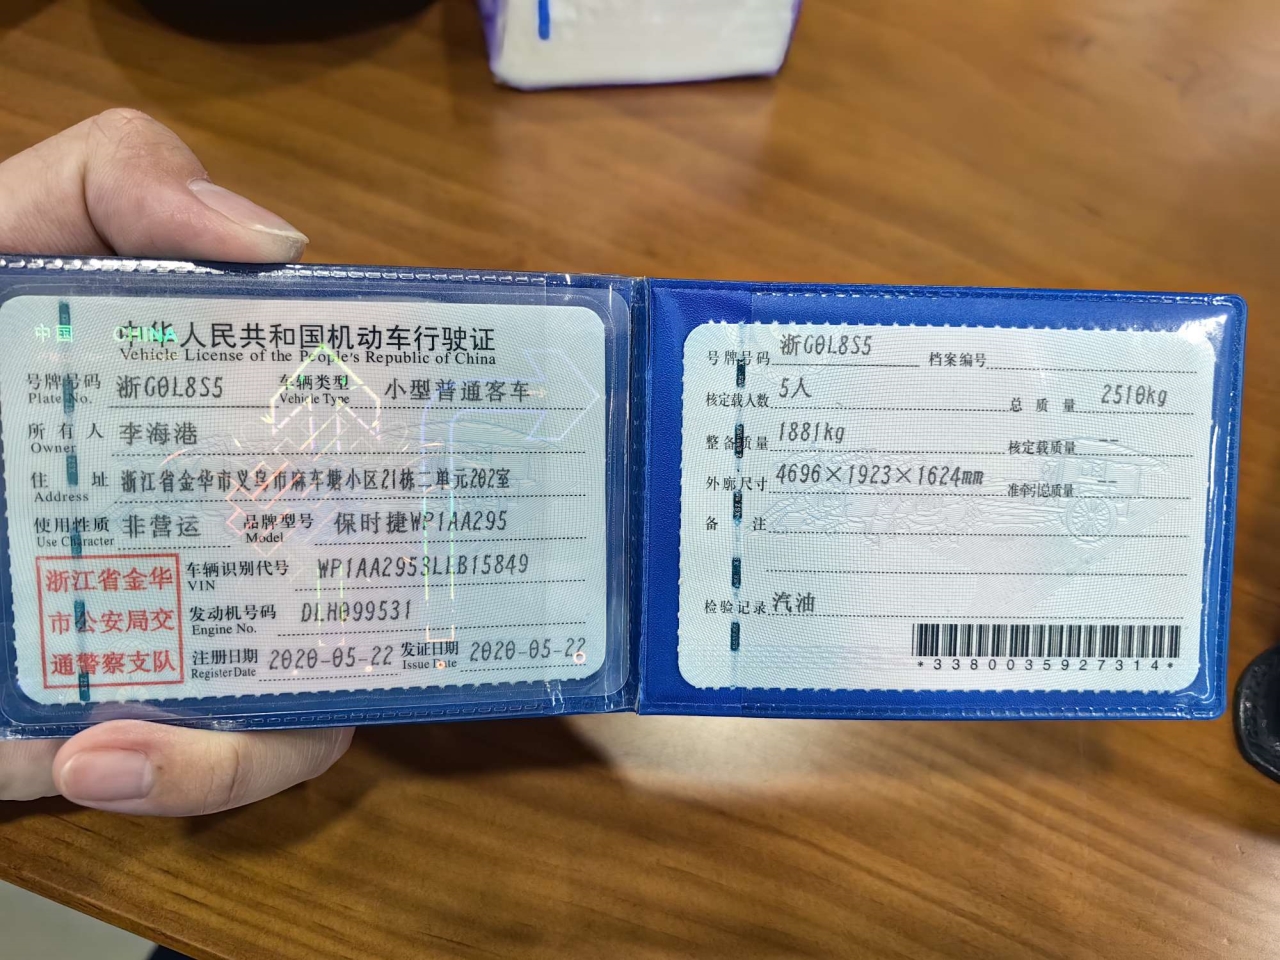 中国 CHINA
中华人民共和国机动车行驶证
Vehicle License of the People's Republic of China
号牌号码 浙G0L8S5 车辆类型 小型普通客车
Plate No. Vehicle Type
所有人 李海港
Owner
住址 浙江省金华市义乌市麻车塘小区21栋二单元202室
Address
使用性质 非营运 品牌型号 保时捷WP1AA295
Use Character Model
浙江省金华
市公安局交
通警察支队
车辆识别代号 WP1AA2953LLB15849
VIN
发动机号码 DLH099531
Engine No.
注册日期 2020-05-22 发证日期 2020-05-22
Register Date Issue Date
号牌号码 浙G0L8S5 档案编号
核定载人数 5人 总质量 2510kg
整备质量 1881kg 核定载质量 --
外廓尺寸 4696×1923×1624mm 准牵引总质量 --
备注
检验记录 汽油
*3380035927314*